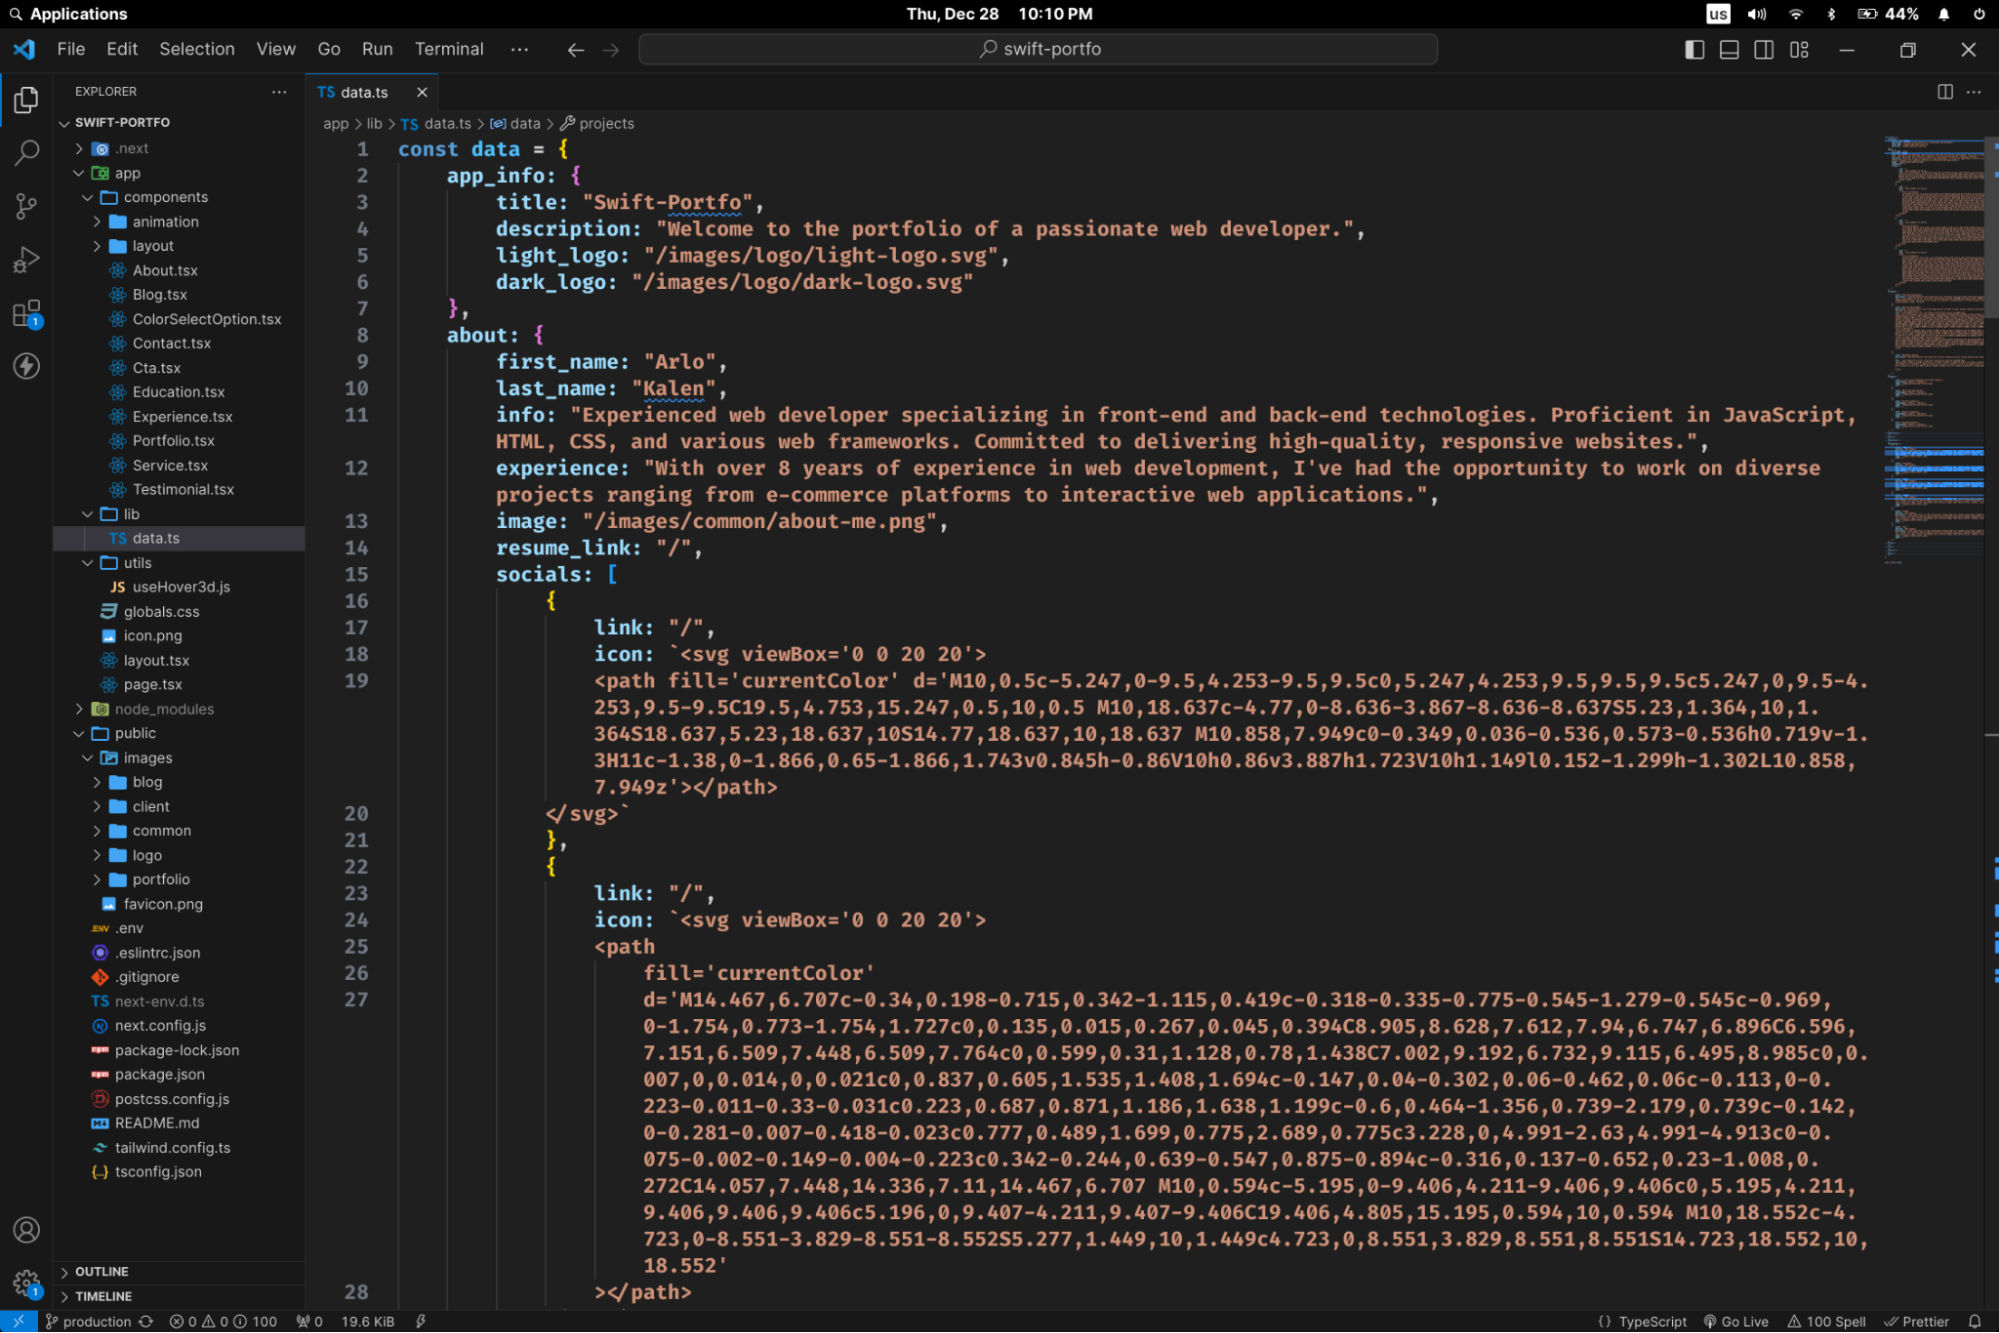 Applications
Thu, Dec 28 10:10 PM
us 44%
File Edit Selection View Go Run Terminal ···
swift-portfo
EXPLORER
SWIFT-PORTFO
.next
app
components
animation
layout
About.tsx
Blog.tsx
ColorSelectOption.tsx
Contact.tsx
Cta.tsx
Education.tsx
Experience.tsx
Portfolio.tsx
Service.tsx
Testimonial.tsx
lib
TS data.ts
utils
JS useHover3d.js
globals.css
icon.png
layout.tsx
page.tsx
node_modules
public
images
blog
client
common
logo
portfolio
favicon.png
.ENV .env
.eslintrc.json
.gitignore
TS next-env.d.ts
next.config.js
package-lock.json
package.json
postcss.config.js
README.md
tailwind.config.ts
{..} tsconfig.json
OUTLINE
TIMELINE
1
1
TS data.ts
app > lib > TS data.ts > data > projects
1 const data = {
2 app_info: {
3 title: "Swift-Portfo",
4 description: "Welcome to the portfolio of a passionate web developer.",
5 light_logo: "/images/logo/light-logo.svg",
6 dark_logo: "/images/logo/dark-logo.svg"
7 },
8 about: {
9 first_name: "Arlo",
10 last_name: "Kalen",
11 info: "Experienced web developer specializing in front-end and back-end technologies. Proficient in JavaScript,
HTML, CSS, and various web frameworks. Committed to delivering high-quality, responsive websites.",
12 experience: "With over 8 years of experience in web development, I've had the opportunity to work on diverse
projects ranging from e-commerce platforms to interactive web applications.",
13 image: "/images/common/about-me.png",
14 resume_link: "/",
15 socials: [
16 {
17 link: "/",
18 icon: `<svg viewBox='0 0 20 20'>
19 <path fill='currentColor' d='M10,0.5c-5.247,0-9.5,4.253-9.5,9.5c0,5.247,4.253,9.5,9.5,9.5c5.247,0,9.5-4.
253,9.5-9.5C19.5,4.753,15.247,0.5,10,0.5 M10,18.637c-4.77,0-8.636-3.867-8.636-8.637S5.23,1.364,10,1.
364S18.637,5.23,18.637,10S14.77,18.637,10,18.637 M10.858,7.949c0-0.349,0.036-0.536,0.573-0.536h0.719v-1.
3H11c-1.38,0-1.866,0.65-1.866,1.743v0.845h-0.86V10h0.86v3.887h1.723V10h1.149l0.152-1.299h-1.302L10.858,
7.949z'></path>
20 </svg>`
21 },
22 {
23 link: "/",
24 icon: `<svg viewBox='0 0 20 20'>
25 <path
26 fill='currentColor'
27 d='M14.467,6.707c-0.34,0.198-0.715,0.342-1.115,0.419c-0.318-0.335-0.775-0.545-1.279-0.545c-0.969,
0-1.754,0.773-1.754,1.727c0,0.135,0.015,0.267,0.045,0.394C8.905,8.628,7.612,7.94,6.747,6.896C6.596,
7.151,6.509,7.448,6.509,7.764c0,0.599,0.31,1.128,0.78,1.438C7.002,9.192,6.732,9.115,6.495,8.985c0,0.
007,0,0.014,0,0.021c0,0.837,0.605,1.535,1.408,1.694c-0.147,0.04-0.302,0.06-0.462,0.06c-0.113,0-0.
223-0.011-0.33-0.031c0.223,0.687,0.871,1.186,1.638,1.199c-0.6,0.464-1.356,0.739-2.179,0.739c-0.142,
0-0.281-0.007-0.418-0.023c0.777,0.489,1.699,0.775,2.689,0.775c3.228,0,4.991-2.63,4.991-4.913c0-0.
075-0.002-0.149-0.004-0.223c0.342-0.244,0.639-0.547,0.875-0.894c-0.316,0.137-0.652,0.23-1.008,0.
272C14.057,7.448,14.336,7.11,14.467,6.707 M10,0.594c-5.195,0-9.406,4.211-9.406,9.406c0,5.195,4.211,
9.406,9.406,9.406c5.196,0,9.407-4.211,9.407-9.406C19.406,4.805,15.195,0.594,10,0.594 M10,18.552c-4.
723,0-8.551-3.829-8.551-8.552S5.277,1.449,10,1.449c4.723,0,8.551,3.829,8.551,8.551S14.723,18.552,10,
18.552'
28 ></path>
production 0 0 100 0 19.6 KiB
{} TypeScript Go Live 100 Spell Prettier